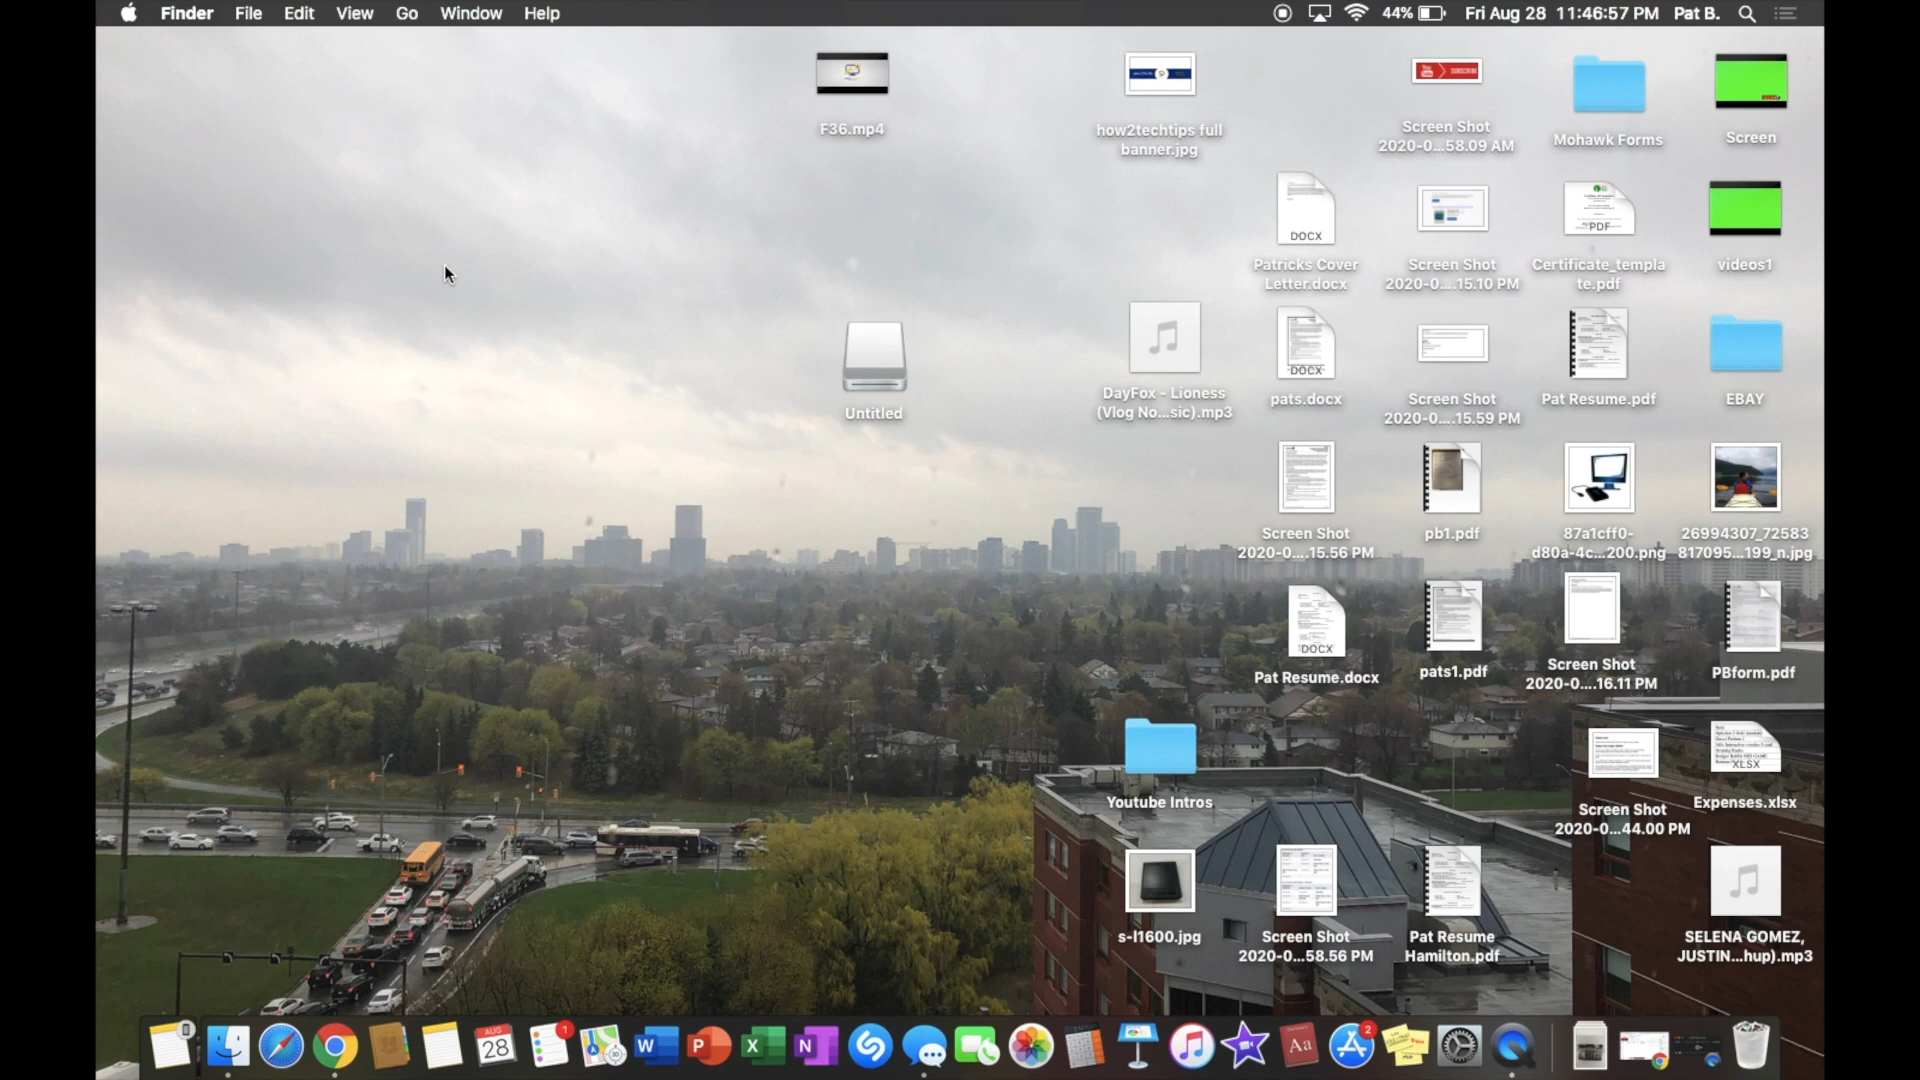 Finder File Edit View Go Window Help 44% Fri Aug 28 11:46:57 PM Pat B.
F36.mp4
how2techtips full
banner.jpg
SUBSCRIBE
Screen Shot
2020-0...58.09 AM
Mohawk Forms
Screen
DOCX
Patricks Cover
Letter.docx
Screen Shot
2020-0....15.10 PM
PDF
Certificate_templa
te.pdf
videos1
Untitled
DayFox - Lioness
(Vlog No...sic).mp3
DOCX
pats.docx
Screen Shot
2020-0....15.59 PM
Pat Resume.pdf
EBAY
Screen Shot
2020-0....15.56 PM
pb1.pdf
87a1cff0-
d80a-4c...200.png
26994307_72583
817095...199_n.jpg
DOCX
Pat Resume.docx
pats1.pdf
Screen Shot
2020-0....16.11 PM
PBform.pdf
Youtube Intros
Screen Shot
2020-0...44.00 PM
XLSX
Expenses.xlsx
s-l1600.jpg
Screen Shot
2020-0...58.56 PM
Pat Resume
Hamilton.pdf
SELENA GOMEZ,
JUSTIN...hup).mp3
AUG
28
1
W
P
X
N
Aa
2